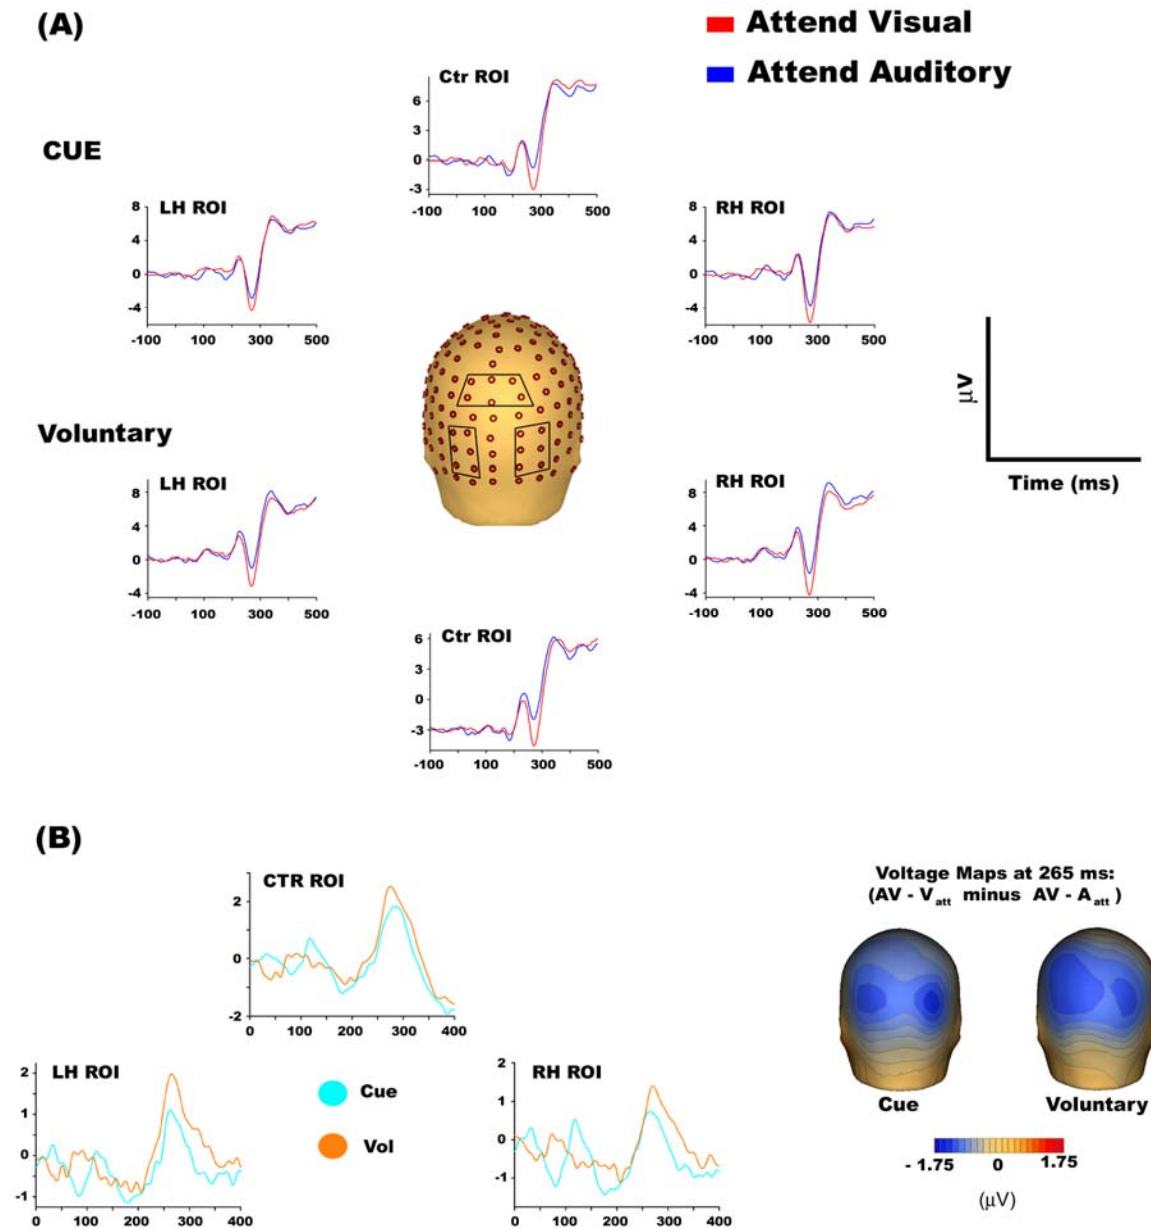 (A)
Attend Visual
Attend Auditory
CUE
Ctr ROI
6
3
0
-3
-100 100 300 500
LH ROI
8
4
0
-4
-100 100 300 500
RH ROI
8
4
0
-4
-100 100 300 500
µV
Time (ms)
Voluntary
LH ROI
8
4
0
-4
-100 100 300 500
RH ROI
8
4
0
-4
-100 100 300 500
Ctr ROI
6
3
0
-3
-100 100 300 500
(B)
CTR ROI
2
0
-2
0 100 200 300 400
LH ROI
2
1
0
-1
0 100 200 300 400
Cue
Vol
RH ROI
2
1
0
-1
0 100 200 300 400
Voltage Maps at 265 ms:
(AV - Vatt minus AV - Aatt)
Cue Voluntary
- 1.75 0 1.75
(µV)